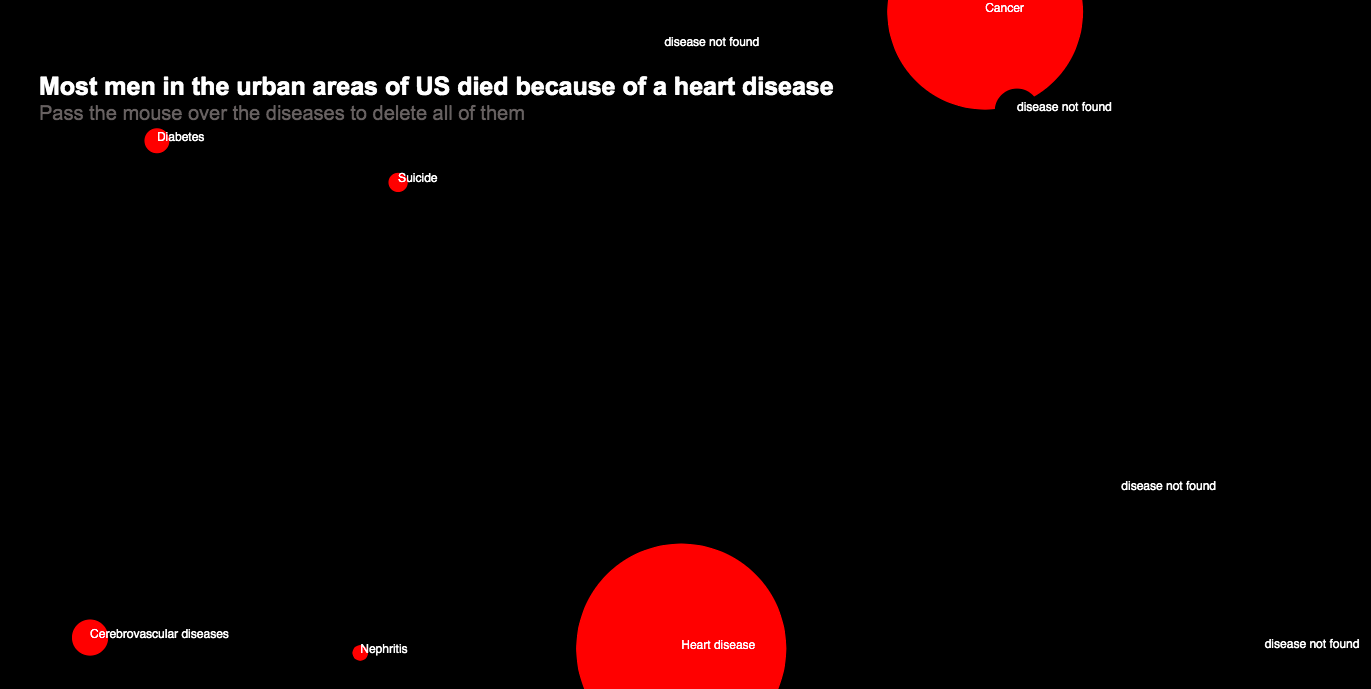 Cancer
disease not found
Most men in the urban areas of US died because of a heart disease
disease not found
Pass the mouse over the diseases to delete all of them
Diabetes
Suicide
disease not found
Cerebrovascular diseases
Nephritis
Heart disease
disease not found